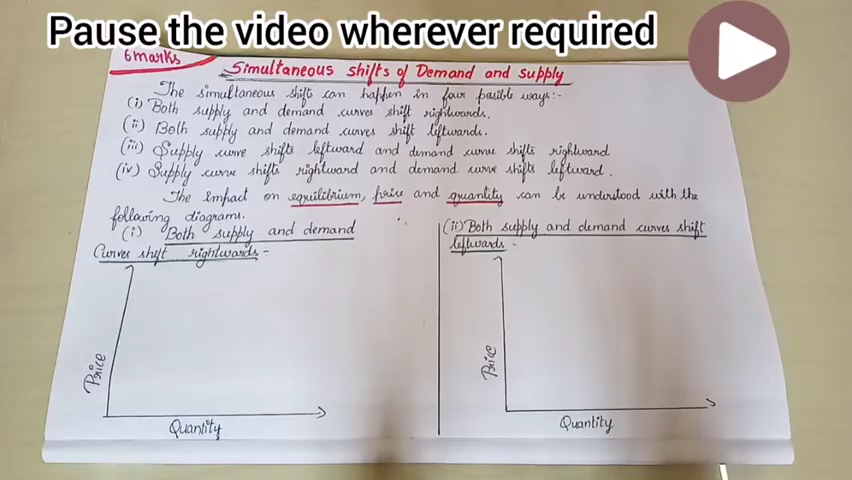 Pause the video wherever required
6 marks
Simultaneous shifts of Demand and supply
The simultaneous shift can happen in four posible ways:-
(i) Both supply and demand curves shift rightwards.
(ii) Both supply and demand curves shift leftwards.
(iii) Supply curve shifts leftward and demand curve shifts rightward
(iv) Supply curve shifts rightward and demand curve shifts leftward.
The impact on equilibrium, price and quantity can be understood with the
following diagrams.
(i) Both supply and demand
Curves shift rightwards:-
Price
Quantity
(ii) Both supply and demand curves shift
leftwards:-
Price
Quantity